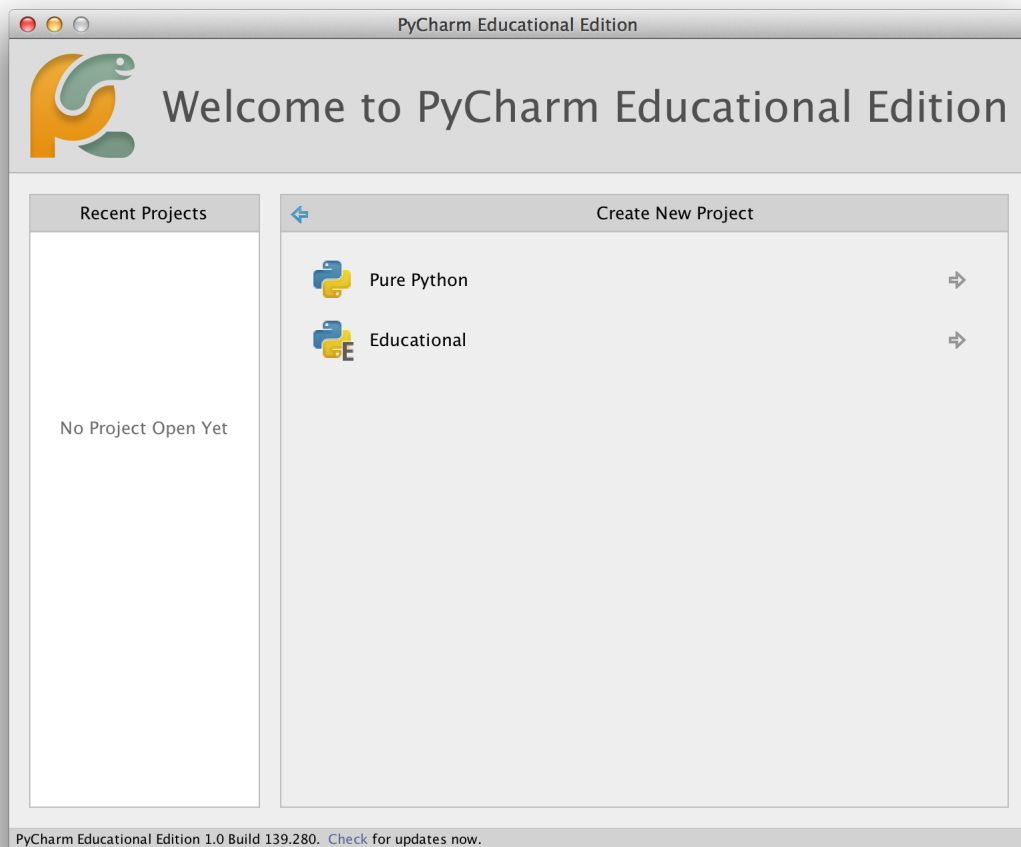 PyCharm Educational Edition
Welcome to PyCharm Educational Edition
Recent Projects
No Project Open Yet
Create New Project
Pure Python
E
Educational
PyCharm Educational Edition 1.0 Build 139.280. Check for updates now.